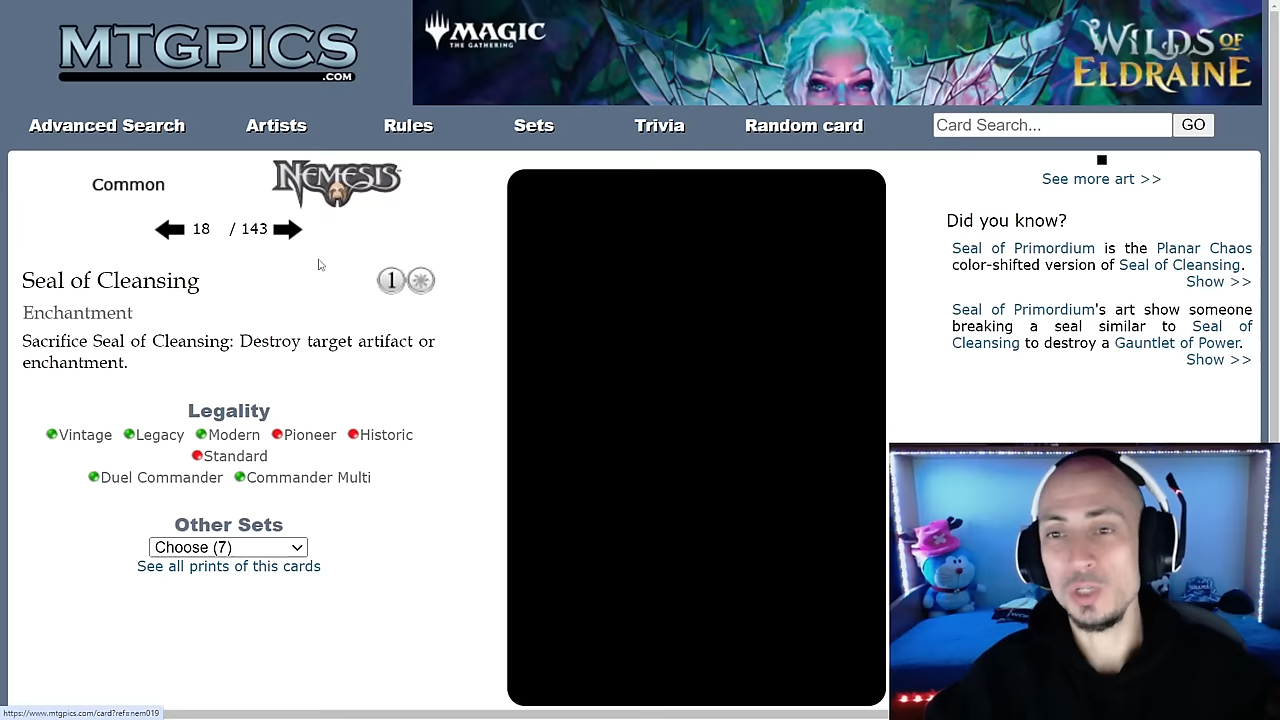 MTGPICS
.COM
MAGIC
THE GATHERING
WILDS OF
ELDRAINE
Advanced Search
Artists
Rules
Sets
Trivia
Random card
Card Search...
GO
Common
NEMESIS
18 / 143
Seal of Cleansing
1
Enchantment
Sacrifice Seal of Cleansing: Destroy target artifact or
enchantment.
Legality
Vintage Legacy Modern Pioneer Historic
Standard
Duel Commander Commander Multi
Other Sets
Choose (7)
See all prints of this cards
See more art >>
Did you know?
Seal of Primordium is the Planar Chaos
color-shifted version of Seal of Cleansing.
Show >>
Seal of Primordium's art show someone
breaking a seal similar to Seal of
Cleansing to destroy a Gauntlet of Power.
Show >>
https://www.mtgpics.com/card?ref=nem019